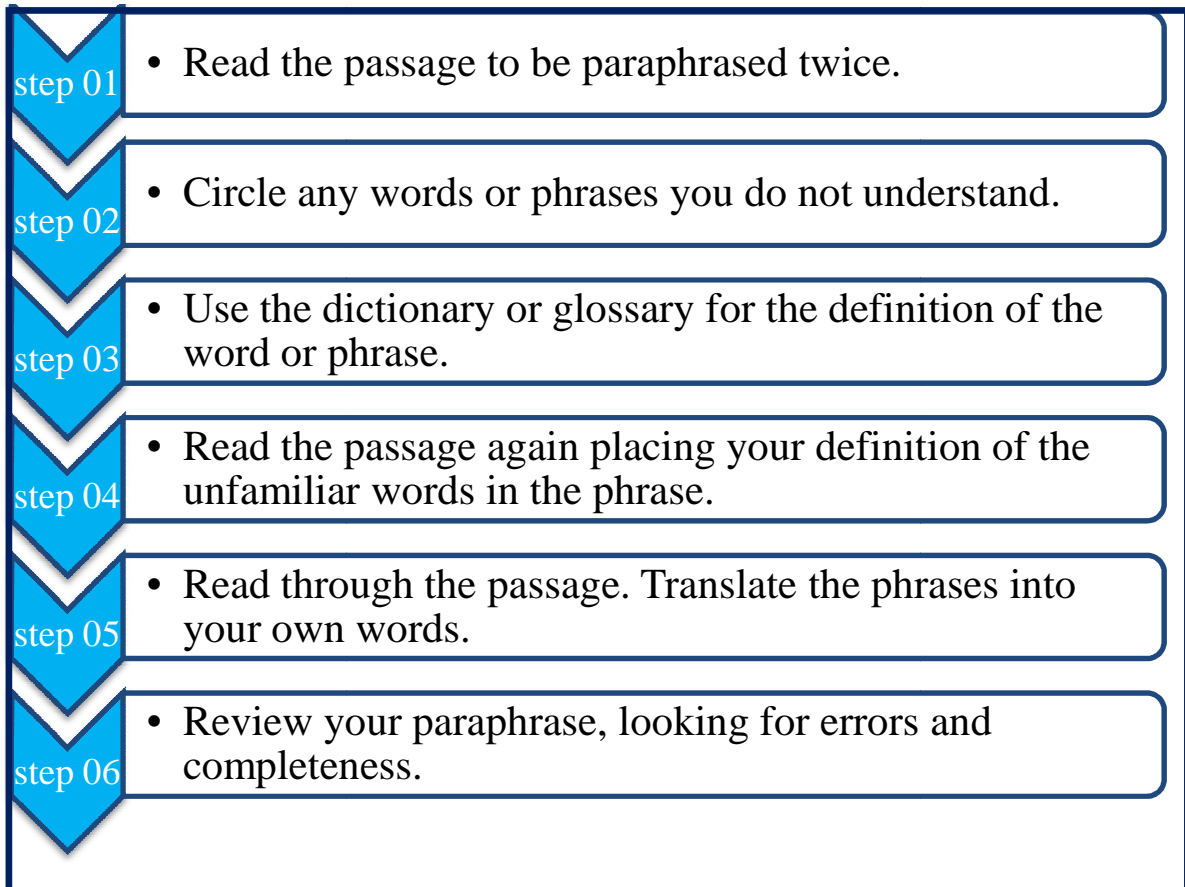 step 01
• Read the passage to be paraphrased twice.
step 02
• Circle any words or phrases you do not understand.
step 03
• Use the dictionary or glossary for the definition of the
word or phrase.
step 04
• Read the passage again placing your definition of the
unfamiliar words in the phrase.
step 05
• Read through the passage. Translate the phrases into
your own words.
step 06
• Review your paraphrase, looking for errors and
completeness.